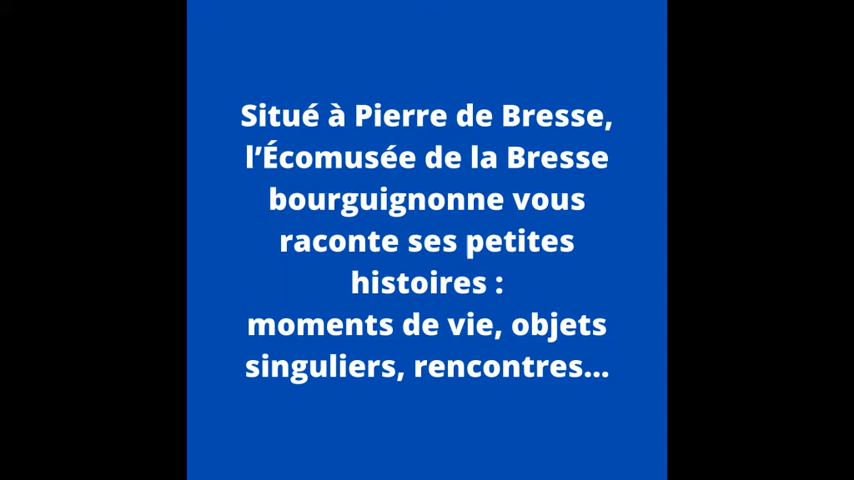 Situé à Pierre de Bresse,
l’Écomusée de la Bresse
bourguignonne vous
raconte ses petites
histoires :
moments de vie, objets
singuliers, rencontres...